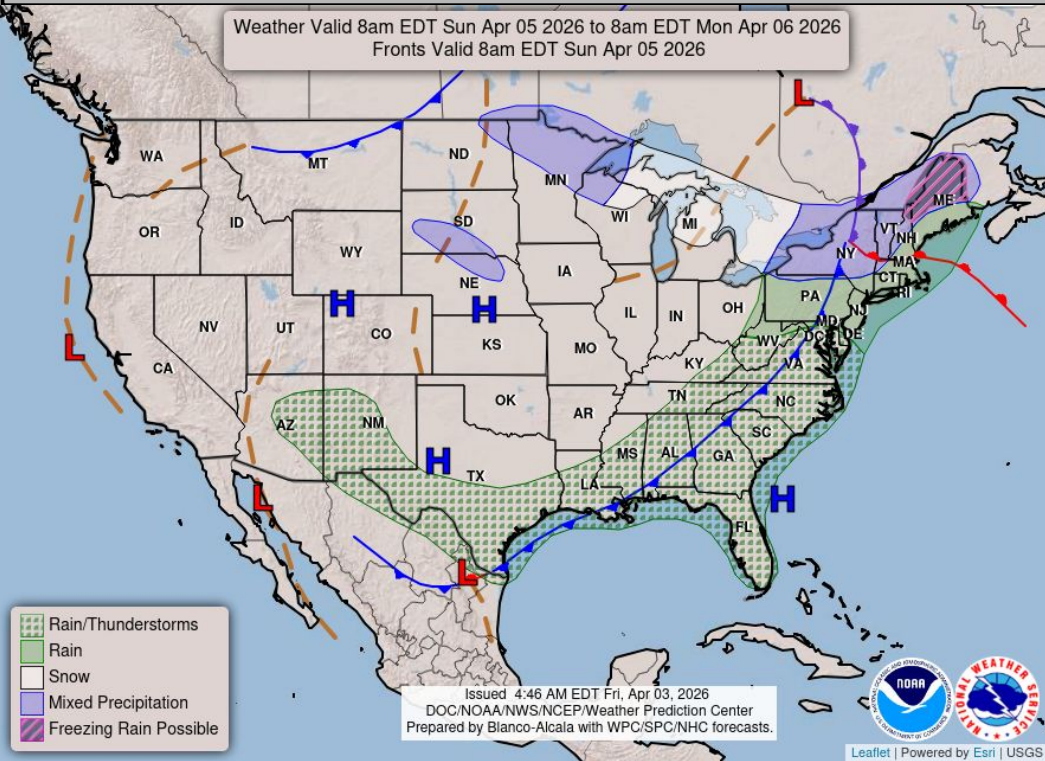 Weather Valid 8am EDT Sun Apr 05 2026 to 8am EDT Mon Apr 06 2026
Fronts Valid 8am EDT Sun Apr 05 2026
L
WA
MT
ND
MN
ME
VT
NH
OR
ID
SD
WI
MI
NY
MA
WY
CT
RI
IA
NE
PA
H
H
NV
UT
CO
IL
IN
OH
NJ
MD
DE
DC
L
CA
KS
MO
WV
VA
KY
AZ
NM
OK
AR
TN
NC
SC
H
TX
MS
AL
GA
LA
L
H
FL
L
Rain/Thunderstorms
Rain
Snow
Mixed Precipitation
Freezing Rain Possible
Issued 4:46 AM EDT Fri, Apr 03, 2026
DOC/NOAA/NWS/NCEP/Weather Prediction Center
Prepared by Blanco-Alcala with WPC/SPC/NHC forecasts.
NOAA
NATIONAL WEATHER SERVICE
Leaflet | Powered by Esri | USGS